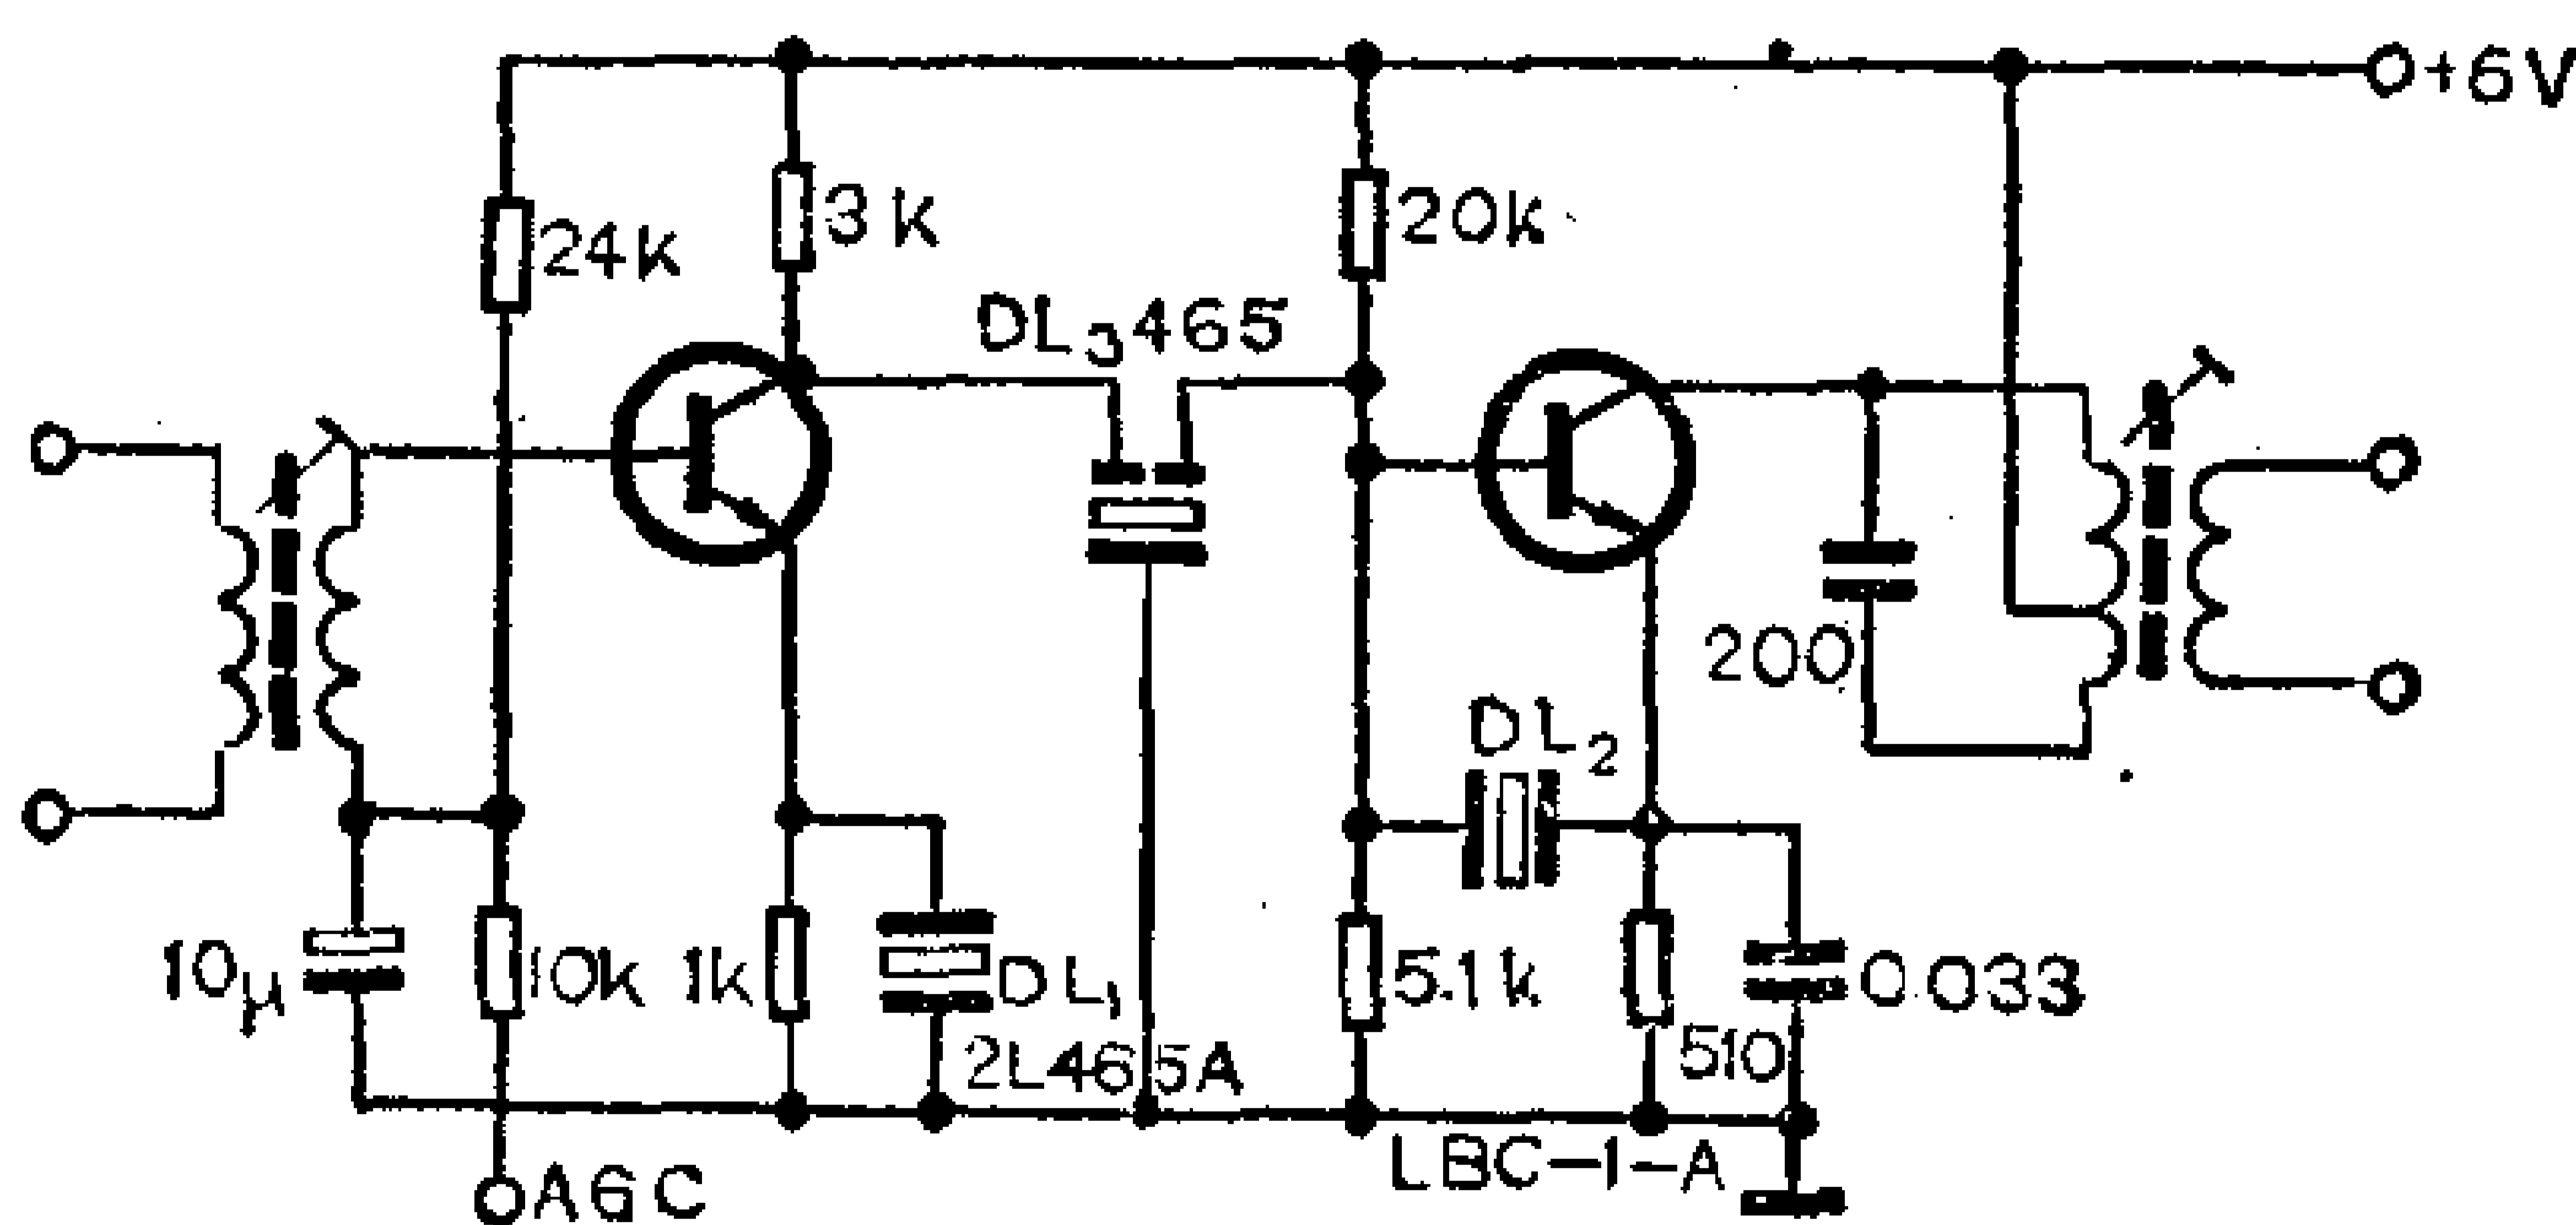 +6V
24K
3K
20K
DL3465
200
DL2
10μ
10k
1k
DL1
2L465A
5.1k
510
0.033
LBC-1-A
AGC